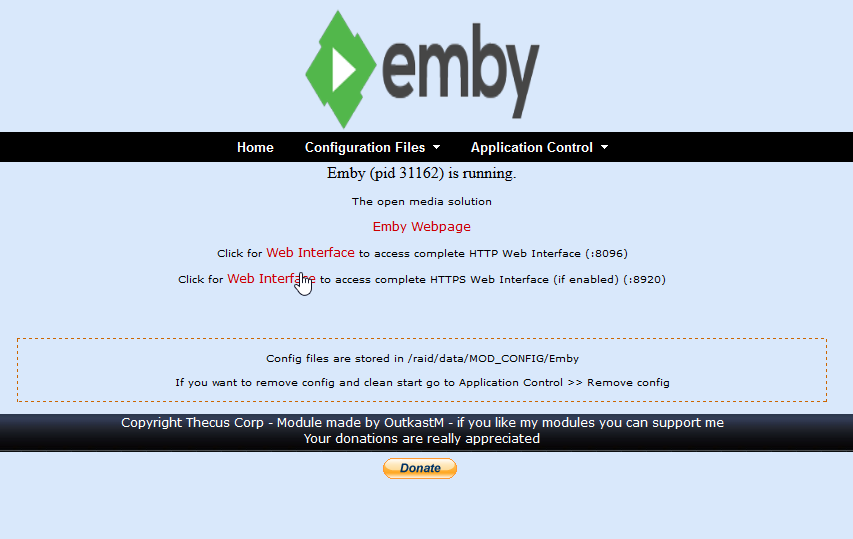 emby
Home Configuration Files Application Control
Emby (pid 31162) is running.
The open media solution
Emby Webpage
Click for Web Interface to access complete HTTP Web Interface (:8096)
Click for Web Interface to access complete HTTPS Web Interface (if enabled) (:8920)
Config files are stored in /raid/data/MOD_CONFIG/Emby
If you want to remove config and clean start go to Application Control >> Remove config
Copyright Thecus Corp - Module made by OutkastM - if you like my modules you can support me
Your donations are really appreciated
Donate